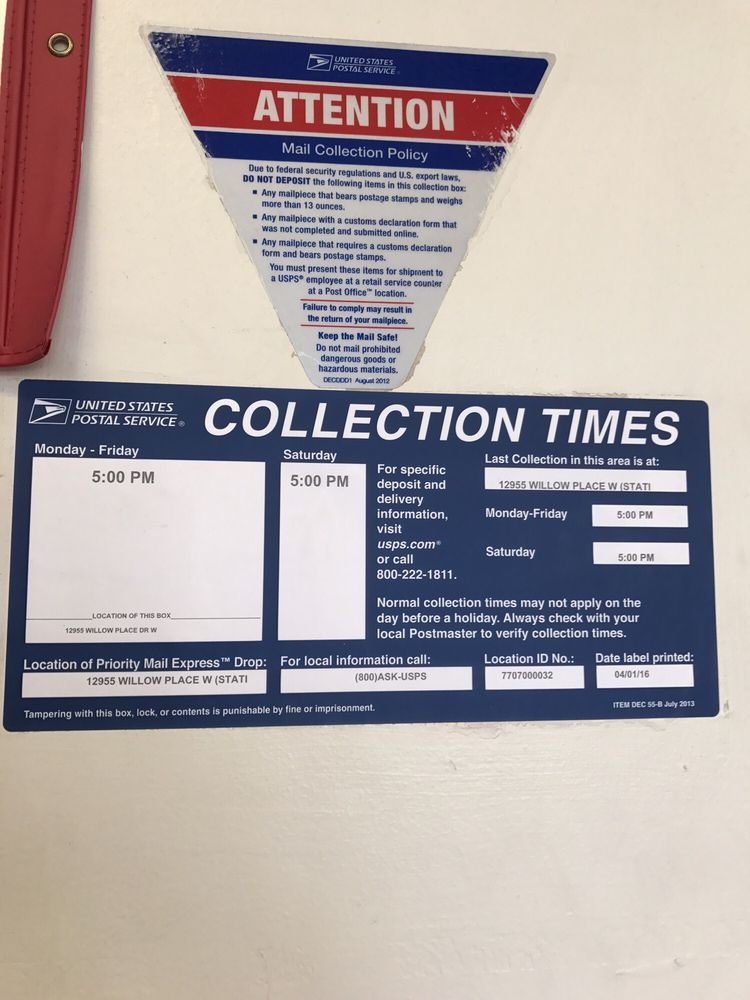 UNITED STATES
POSTAL SERVICE
ATTENTION
Mail Collection Policy
Due to federal security regulations and U.S. export laws,
DO NOT DEPOSIT the following items in this collection box:
▪ Any mailpiece that bears postage stamps and weighs
more than 13 ounces.
▪ Any mailpiece with a customs declaration form that
was not completed and submitted online.
▪ Any mailpiece that requires a customs declaration
form and bears postage stamps.
You must present these items for shipment to
a USPS® employee at a retail service counter
at a Post Office™ location.
Failure to comply may result in
the return of your mailpiece.
Keep the Mail Safe!
Do not mail prohibited
dangerous goods or
hazardous materials.
DECDDD1 August 2012
UNITED STATES
POSTAL SERVICE®
COLLECTION TIMES
Monday - Friday
5:00 PM
LOCATION OF THIS BOX
12955 WILLOW PLACE DR W
Saturday
5:00 PM
For specific
deposit and
delivery
information,
visit
usps.com®
or call
800-222-1811.
Last Collection in this area is at:
12955 WILLOW PLACE W (STATI
Monday-Friday
5:00 PM
Saturday
5:00 PM
Normal collection times may not apply on the
day before a holiday. Always check with your
local Postmaster to verify collection times.
Location of Priority Mail Express™ Drop:
12955 WILLOW PLACE W (STATI
For local information call:
(800)ASK-USPS
Location ID No.:
7707000032
Date label printed:
04/01/16
Tampering with this box, lock, or contents is punishable by fine or imprisonment.
ITEM DEC 55-B July 2013